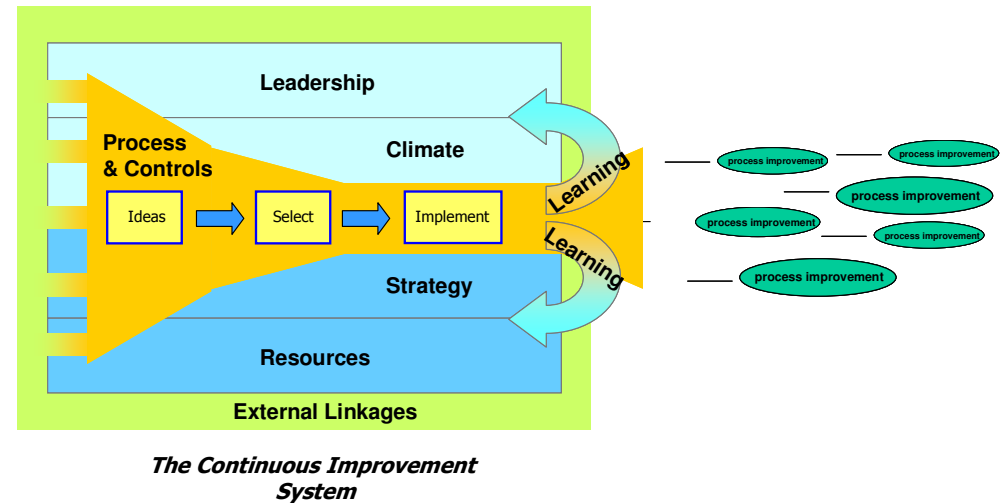 Leadership
Process
& Controls
Climate
Ideas
Select
Implement
Learning
Learning
Strategy
Resources
External Linkages
process improvement
process improvement
process improvement
process improvement
process improvement
process improvement
The Continuous Improvement
System